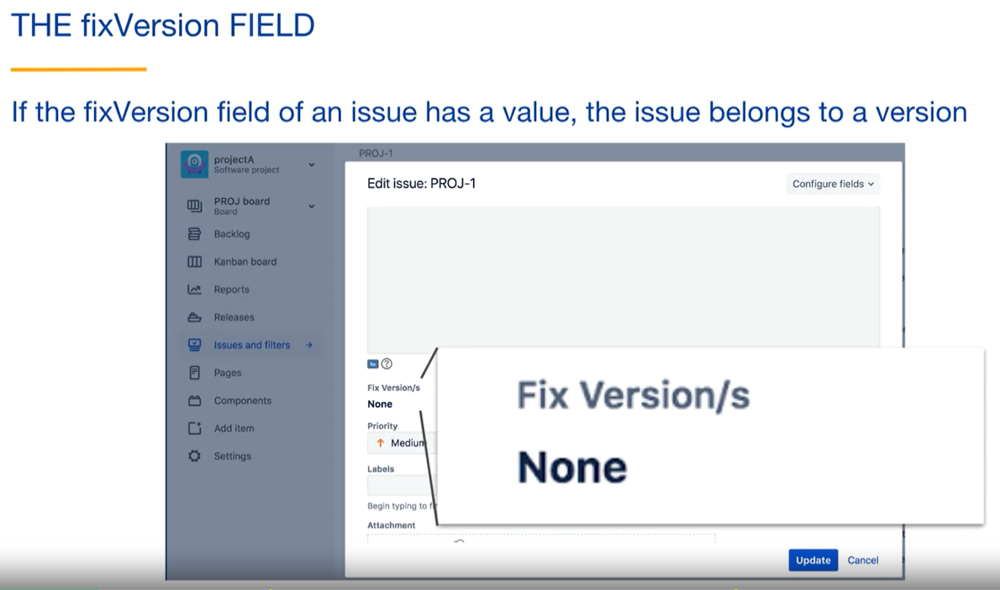 THE fixVersion FIELD
If the fixVersion field of an issue has a value, the issue belongs to a version
projectA
Software project
PROJ board
Board
Backlog
Kanban board
Reports
Releases
Issues and filters
Pages
Components
Add item
Settings
PROJ-1
Edit issue: PROJ-1
Configure fields
Fix Version/s
None
Priority
Medium
Labels
Begin typing to
Attachment
Fix Version/s
None
Update
Cancel